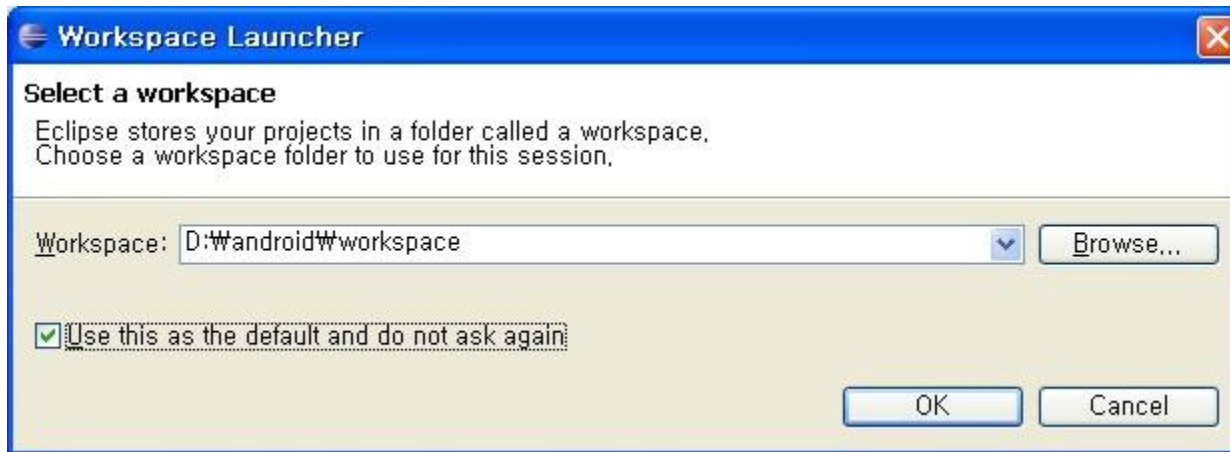 Workspace Launcher
Select a workspace
Eclipse stores your projects in a folder called a workspace,
Choose a workspace folder to use for this session,
Workspace: D:₩android₩workspace Browse,,,
Use this as the default and do not ask again
OK Cancel